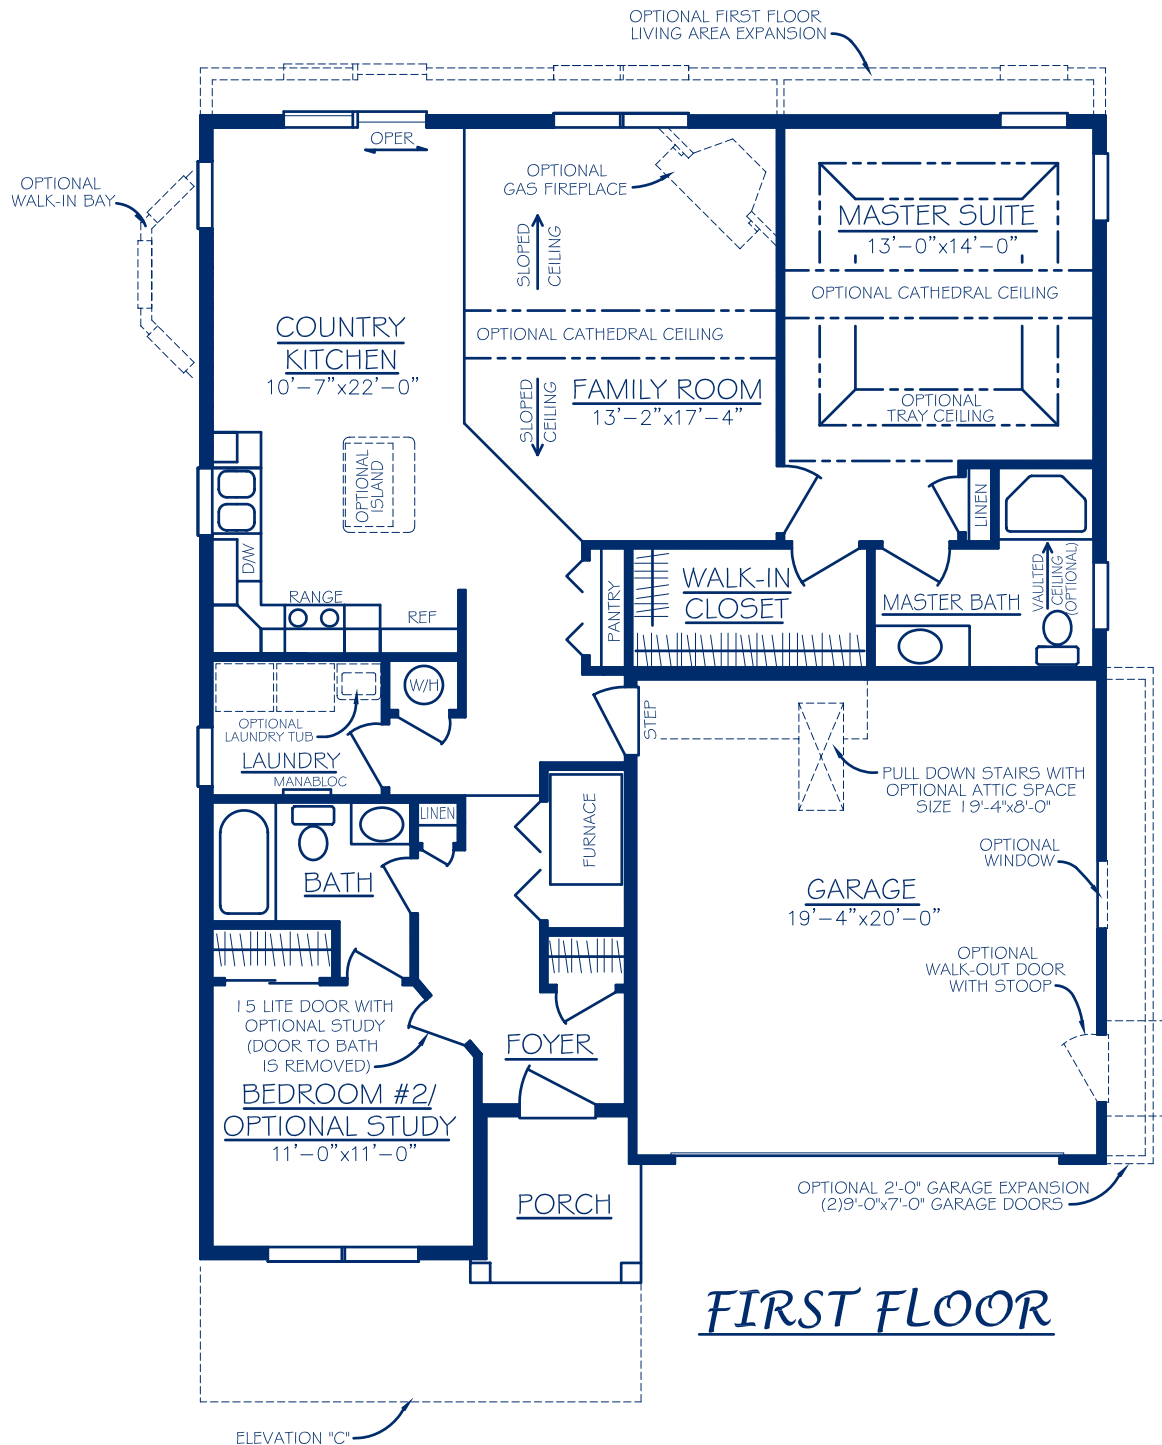 OPTIONAL FIRST FLOOR
LIVING AREA EXPANSION
OPER
OPTIONAL
WALK-IN BAY
OPTIONAL
GAS FIREPLACE
MASTER SUITE
13'-0"x14'-0"
SLOPED
CEILING
OPTIONAL CATHEDRAL CEILING
COUNTRY
KITCHEN
10'-7"x22'-0"
OPTIONAL CATHEDRAL CEILING
SLOPED
CEILING
FAMILY ROOM
13'-2"x17'-4"
OPTIONAL
TRAY CEILING
OPTIONAL
ISLAND
LINEN
D/W
RANGE
REF
PANTRY
WALK-IN
CLOSET
MASTER BATH
VAULTED
CEILING
(OPTIONAL)
W/H
OPTIONAL
LAUNDRY TUB
LAUNDRY
MANABLOC
STEP
PULL DOWN STAIRS WITH
OPTIONAL ATTIC SPACE
SIZE 19'-4"x8'-0"
LINEN
FURNACE
BATH
OPTIONAL
WINDOW
GARAGE
19'-4"x20'-0"
OPTIONAL
WALK-OUT DOOR
WITH STOOP
15 LITE DOOR WITH
OPTIONAL STUDY
(DOOR TO BATH
IS REMOVED)
FOYER
BEDROOM #2/
OPTIONAL STUDY
11'-0"x11'-0"
PORCH
OPTIONAL 2'-0" GARAGE EXPANSION
(2)9'-0"x7'-0" GARAGE DOORS
FIRST FLOOR
ELEVATION "C"